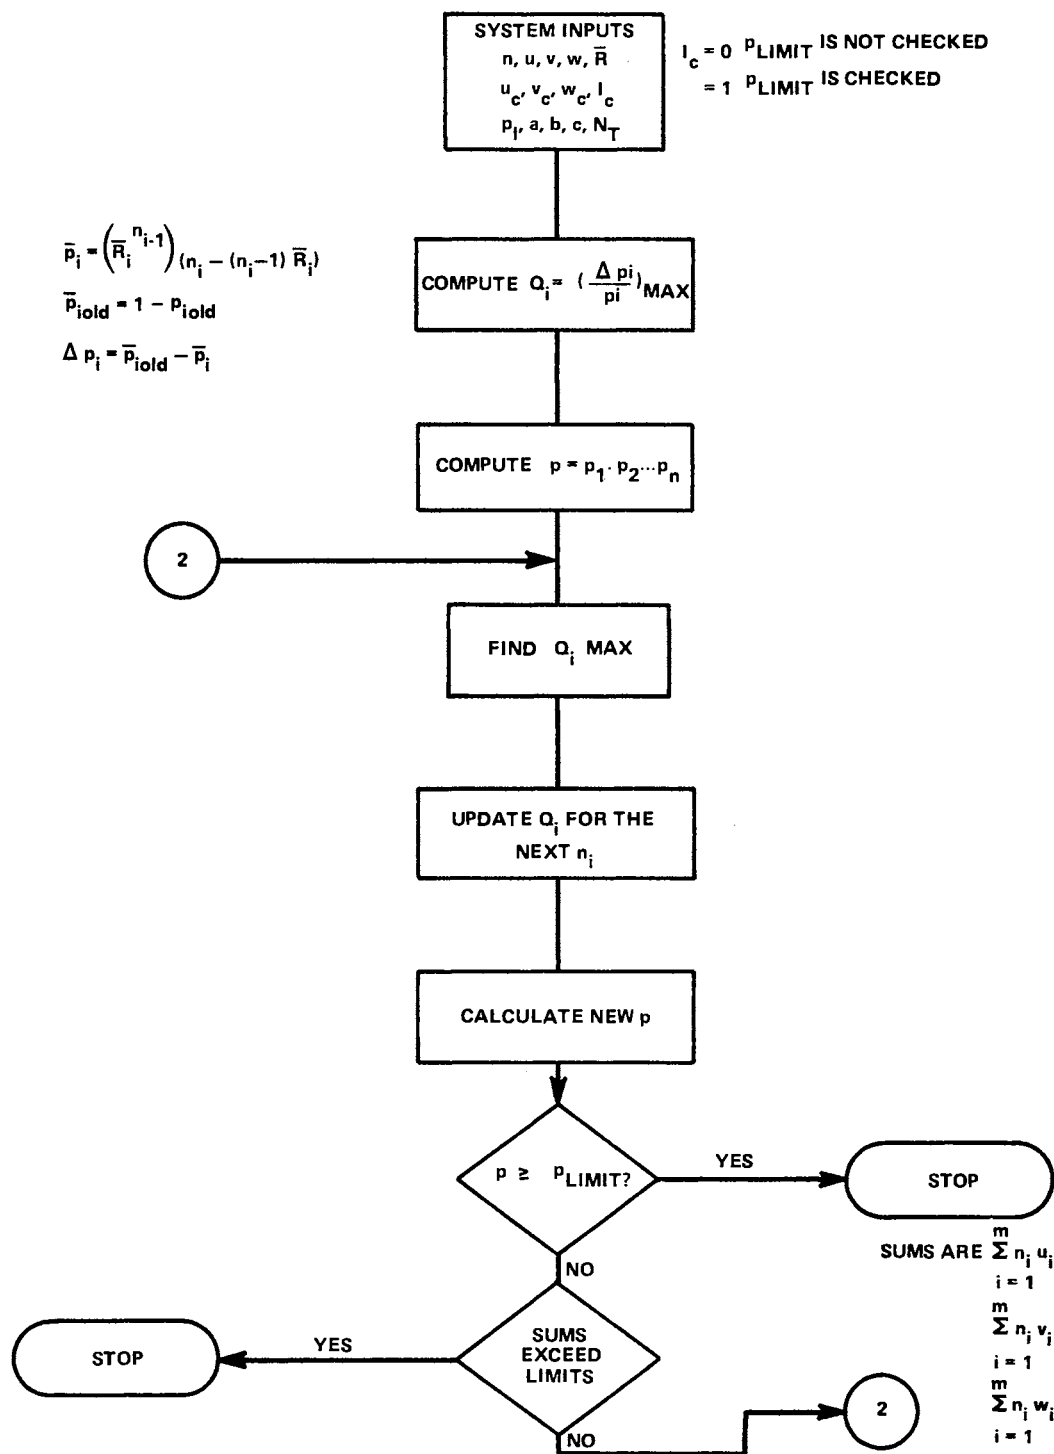 SYSTEM INPUTS
n, u, v, w, R̅
u_c, v_c, w_c, I_c
p_i, a, b, c, N_T
I_c = 0 p_LIMIT IS NOT CHECKED
= 1 p_LIMIT IS CHECKED
p̅_i = (R̅_i^{n_{i-1}}) (n_i − (n_i−1) R̅_i)
p̅_iold = 1 − p_iold
Δ p_i = p̅_iold − p̅_i
COMPUTE Q_i = (Δ pi / pi)_MAX
COMPUTE p = p_1 · p_2 ... p_n
2
FIND Q_i MAX
UPDATE Q_i FOR THE
NEXT n_i
CALCULATE NEW p
p ≥ p_LIMIT?
YES
STOP
NO
SUMS ARE Σ_{i = 1}^{m} n_i u_i
Σ_{i = 1}^{m} n_i v_i
Σ_{i = 1}^{m} n_i w_i
SUMS
EXCEED
LIMITS
YES
STOP
NO
2